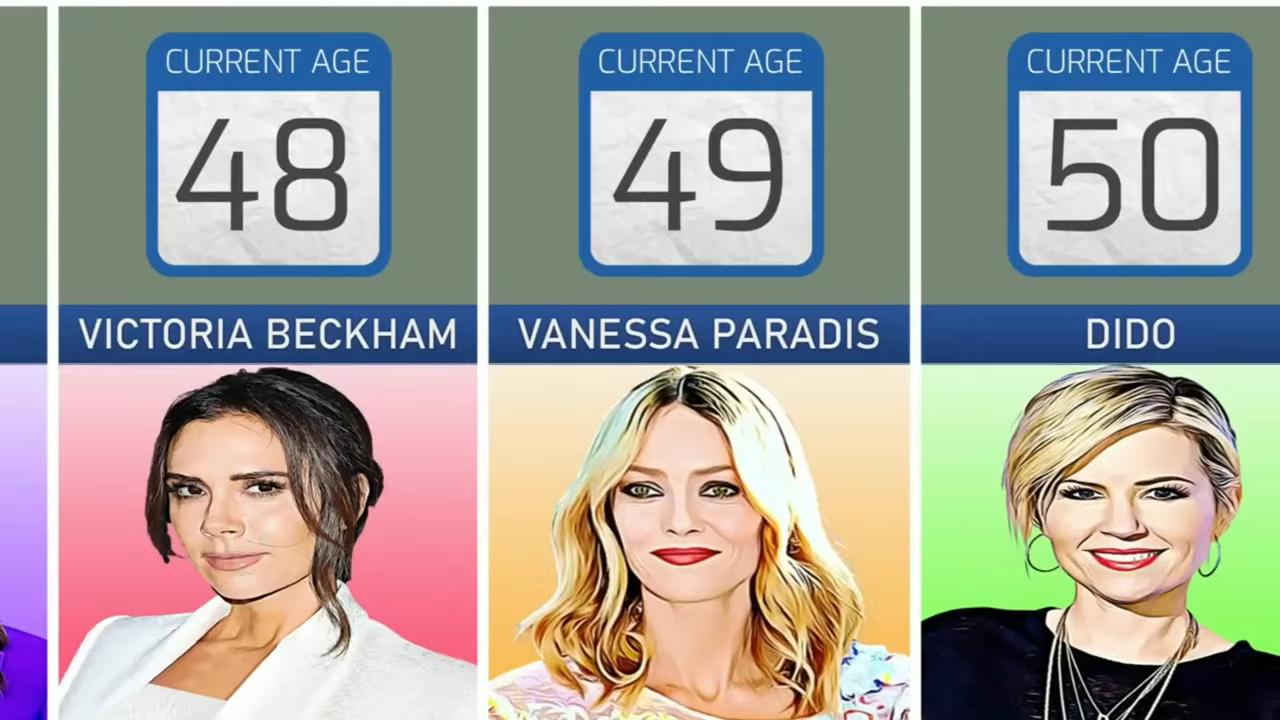 CURRENT AGE
48
VICTORIA BECKHAM
CURRENT AGE
49
VANESSA PARADIS
CURRENT AGE
50
DIDO